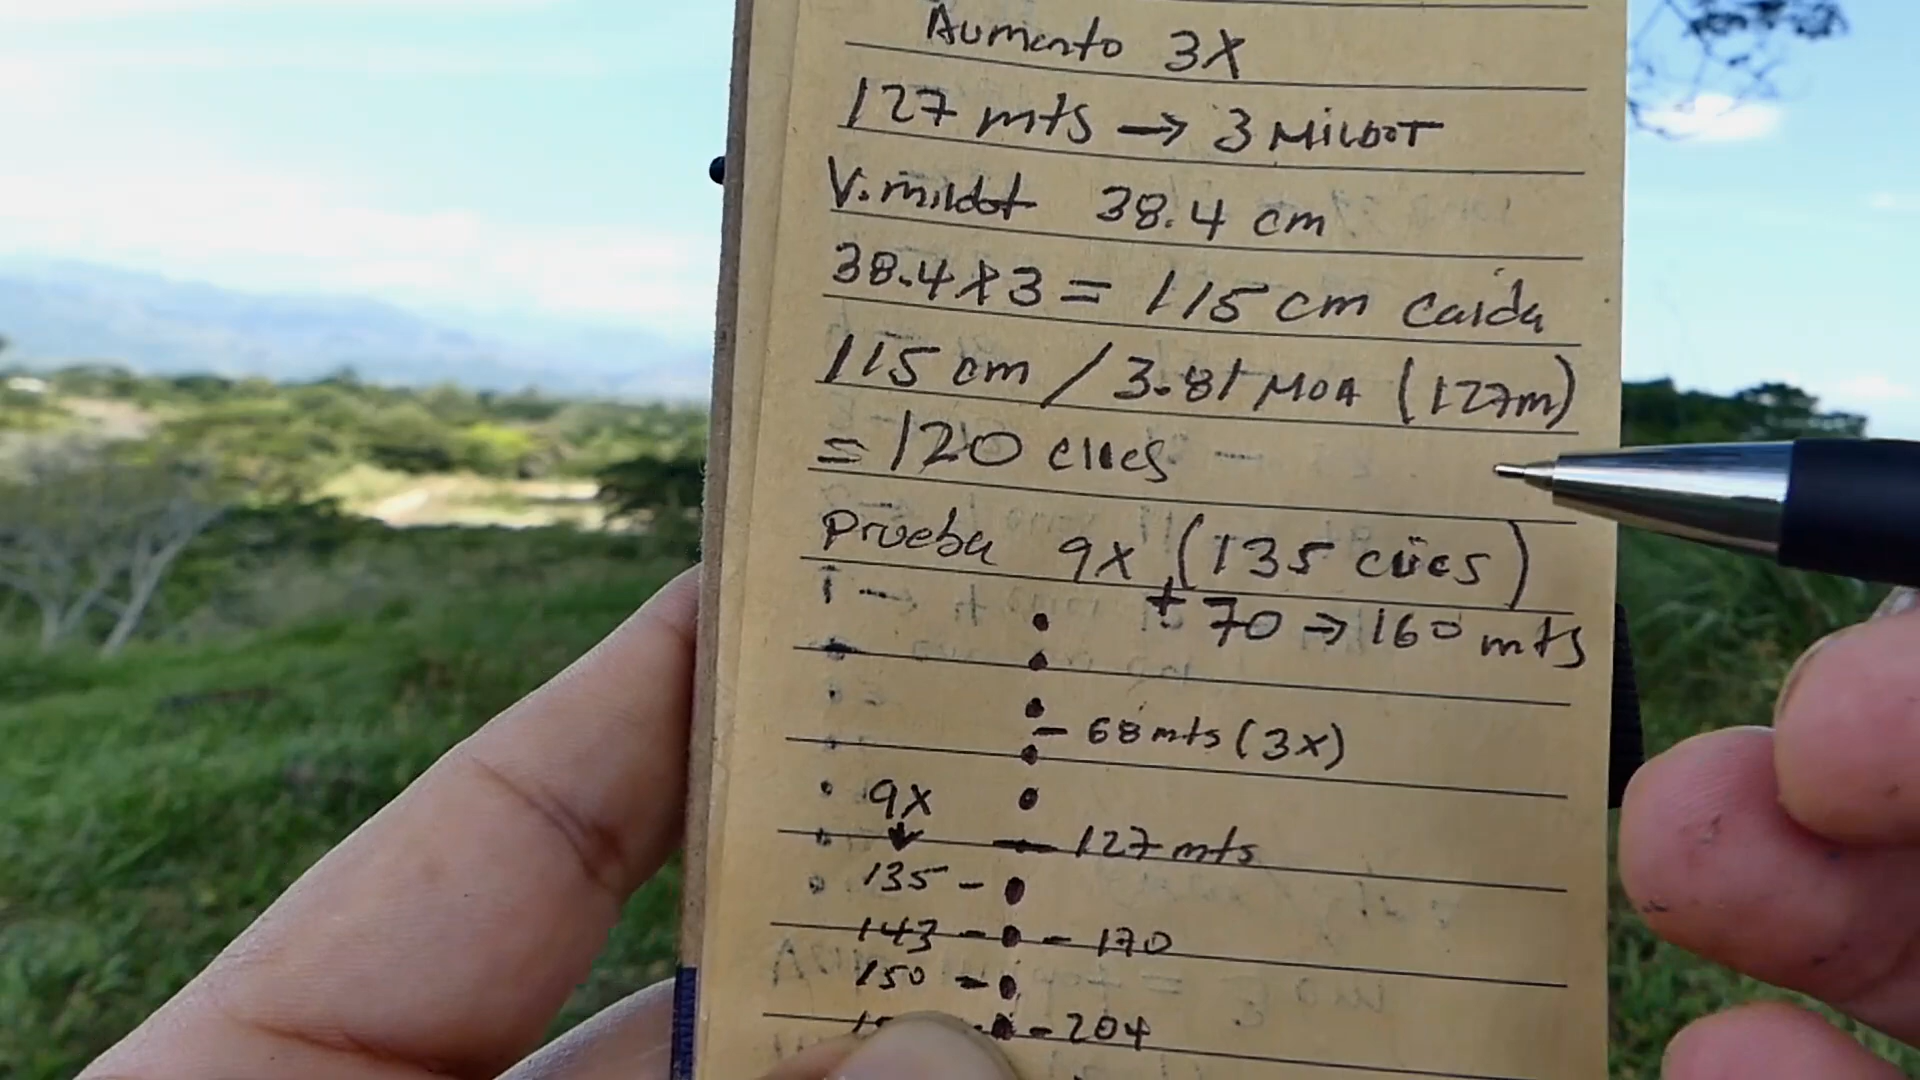 Aumento 3X
127 mts → 3 MILDOT
V. mildot 38.4 cm
38.4 X 3 = 115 cm caida
115 cm / 3.81 MOA (127m)
= 120 clics
Prueba 9X (135 clics)
+ 70 → 160 mts
- 68 mts (3X)
9X
127 mts
135 -
143 - - 170
150 -
- 204